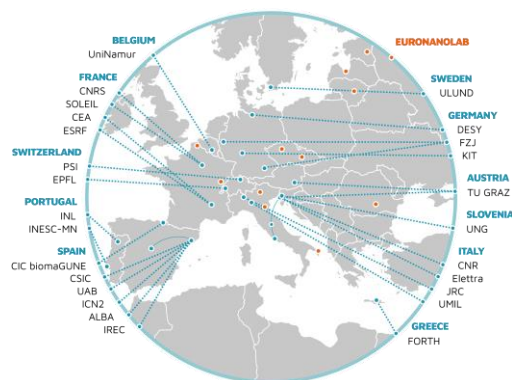 BELGIUM
UniNamur
FRANCE
CNRS
SOLEIL
CEA
ESRF
SWITZERLAND
PSI
EPFL
PORTUGAL
INL
INESC-MN
SPAIN
CIC biomaGUNE
CSIC
UAB
ICN2
ALBA
IREC
EURONANOLAB
SWEDEN
ULUND
GERMANY
DESY
FZJ
KIT
AUSTRIA
TU GRAZ
SLOVENIA
UNG
ITALY
CNR
Elettra
JRC
UMIL
GREECE
FORTH